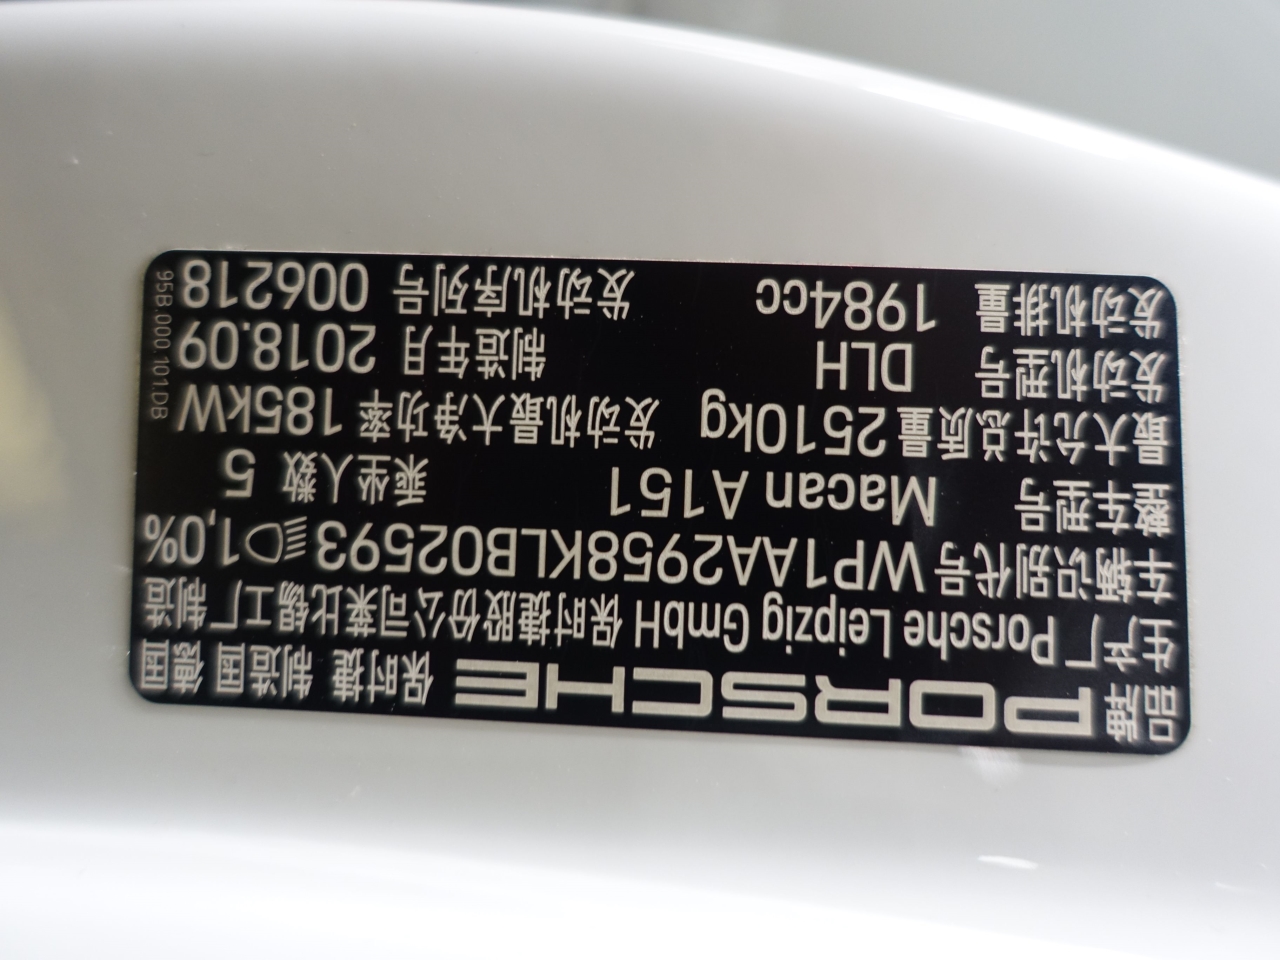 品牌 PORSCHE 保时捷 制造国 德国
生产厂 Porsche Leipzig GmbH 保时捷股份公司莱比锡工厂制造
车辆识别代号 WP1AA2958KLB02593 1,0%
整车型号 Macan A151 乘坐人数 5
最大允许总质量 2510kg 发动机最大净功率 185kW
发动机型号 DLH 制造年月 2018.09
发动机排量 1984cc 发动机序列号 006218
95B.000.101.DB